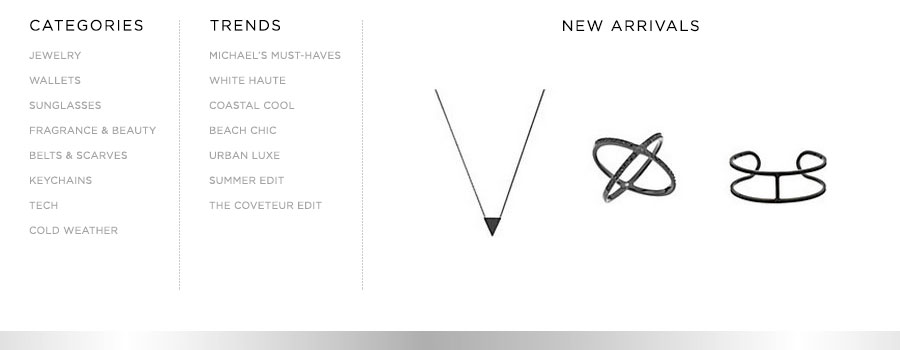 CATEGORIES
JEWELRY
WALLETS
SUNGLASSES
FRAGRANCE & BEAUTY
BELTS & SCARVES
KEYCHAINS
TECH
COLD WEATHER
TRENDS
MICHAEL'S MUST-HAVES
WHITE HAUTE
COASTAL COOL
BEACH CHIC
URBAN LUXE
SUMMER EDIT
THE COVETEUR EDIT
NEW ARRIVALS